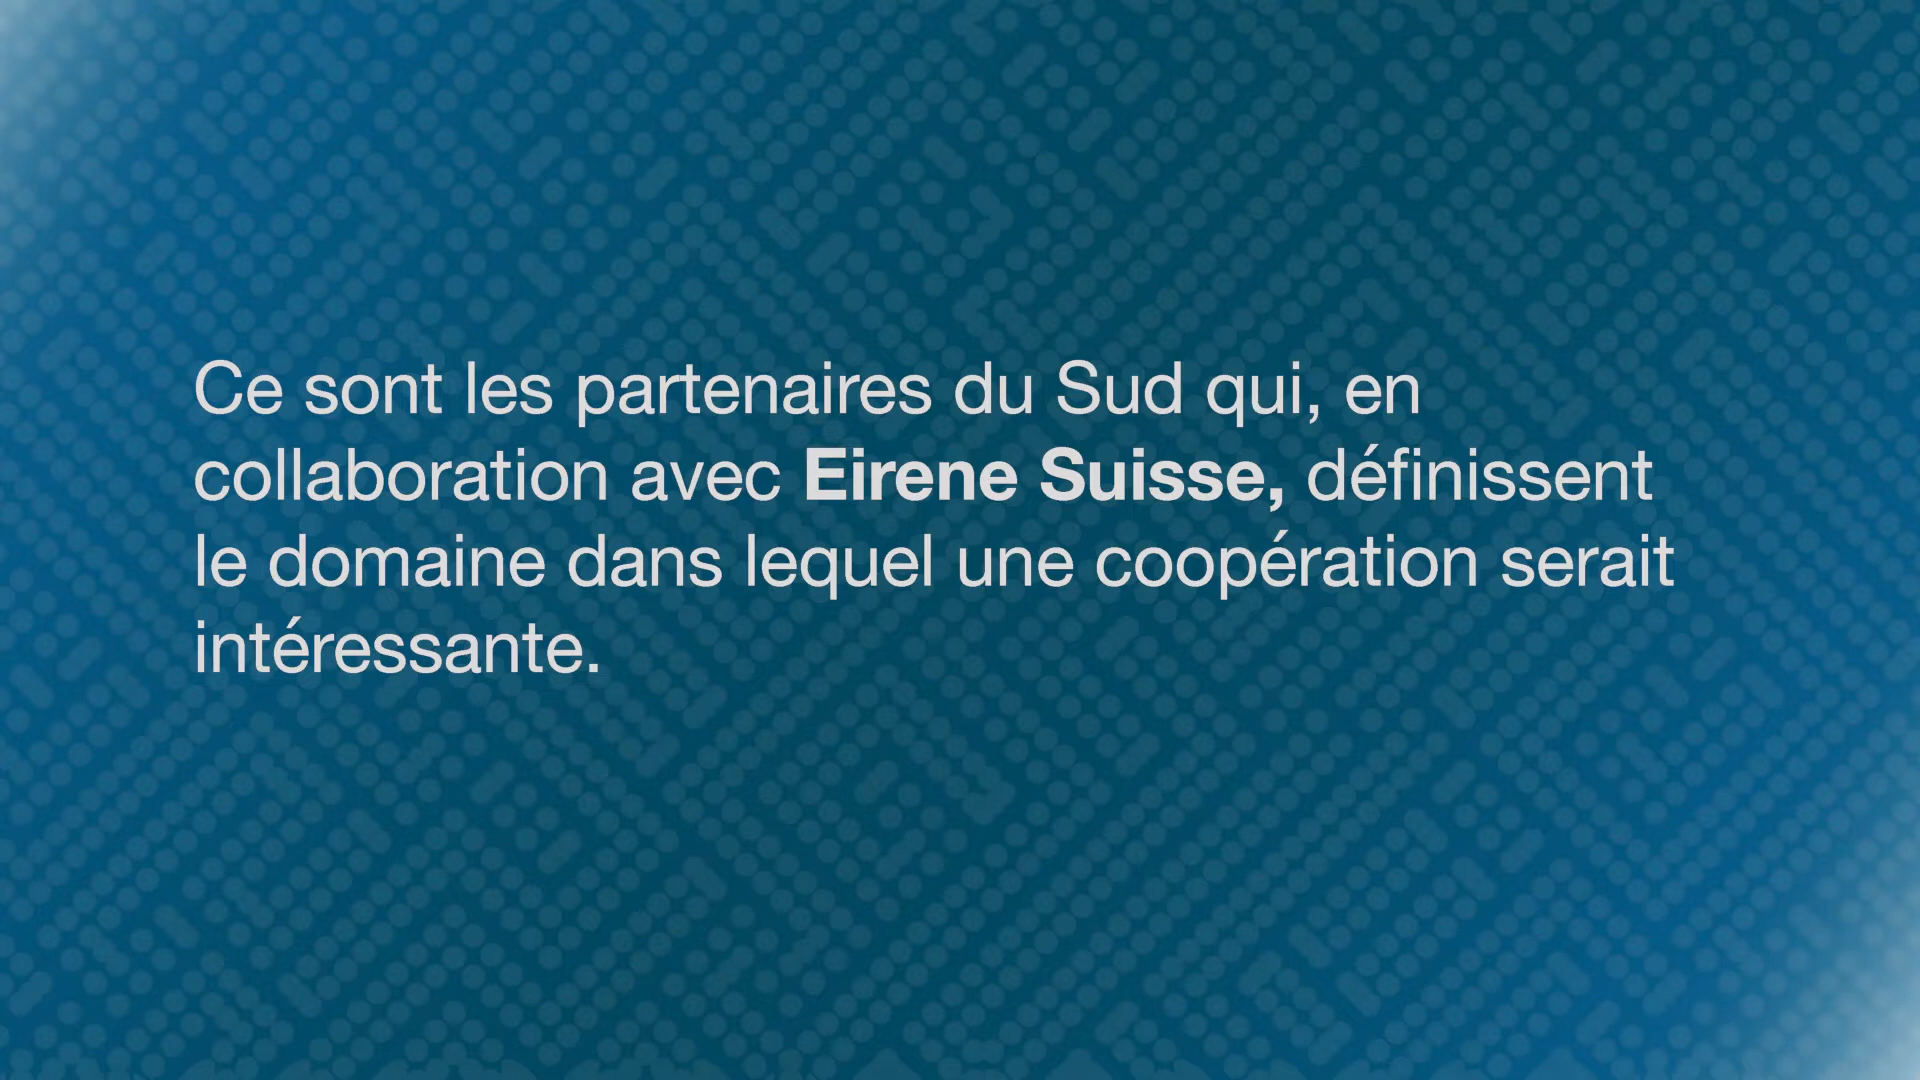 Ce sont les partenaires du Sud qui, en
collaboration avec Eirene Suisse, définissent
le domaine dans lequel une coopération serait
intéressante.